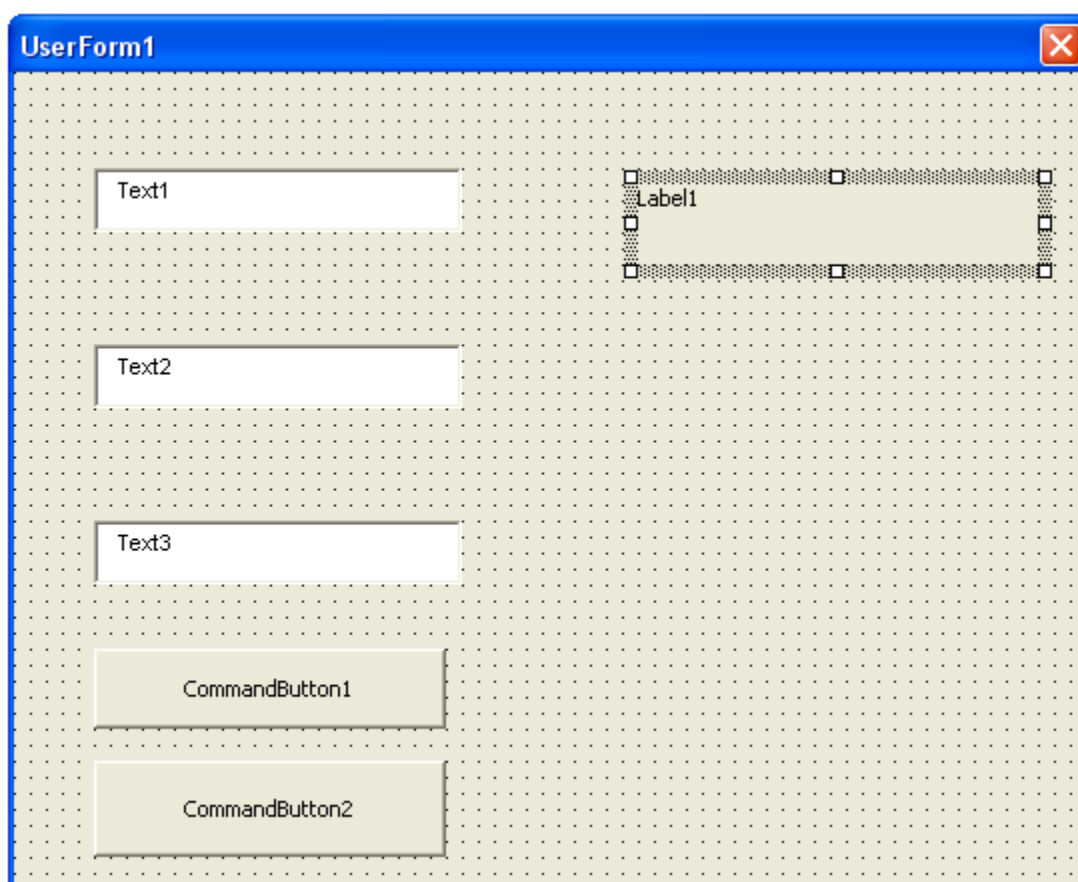 UserForm1
Text1
Label1
Text2
Text3
CommandButton1
CommandButton2